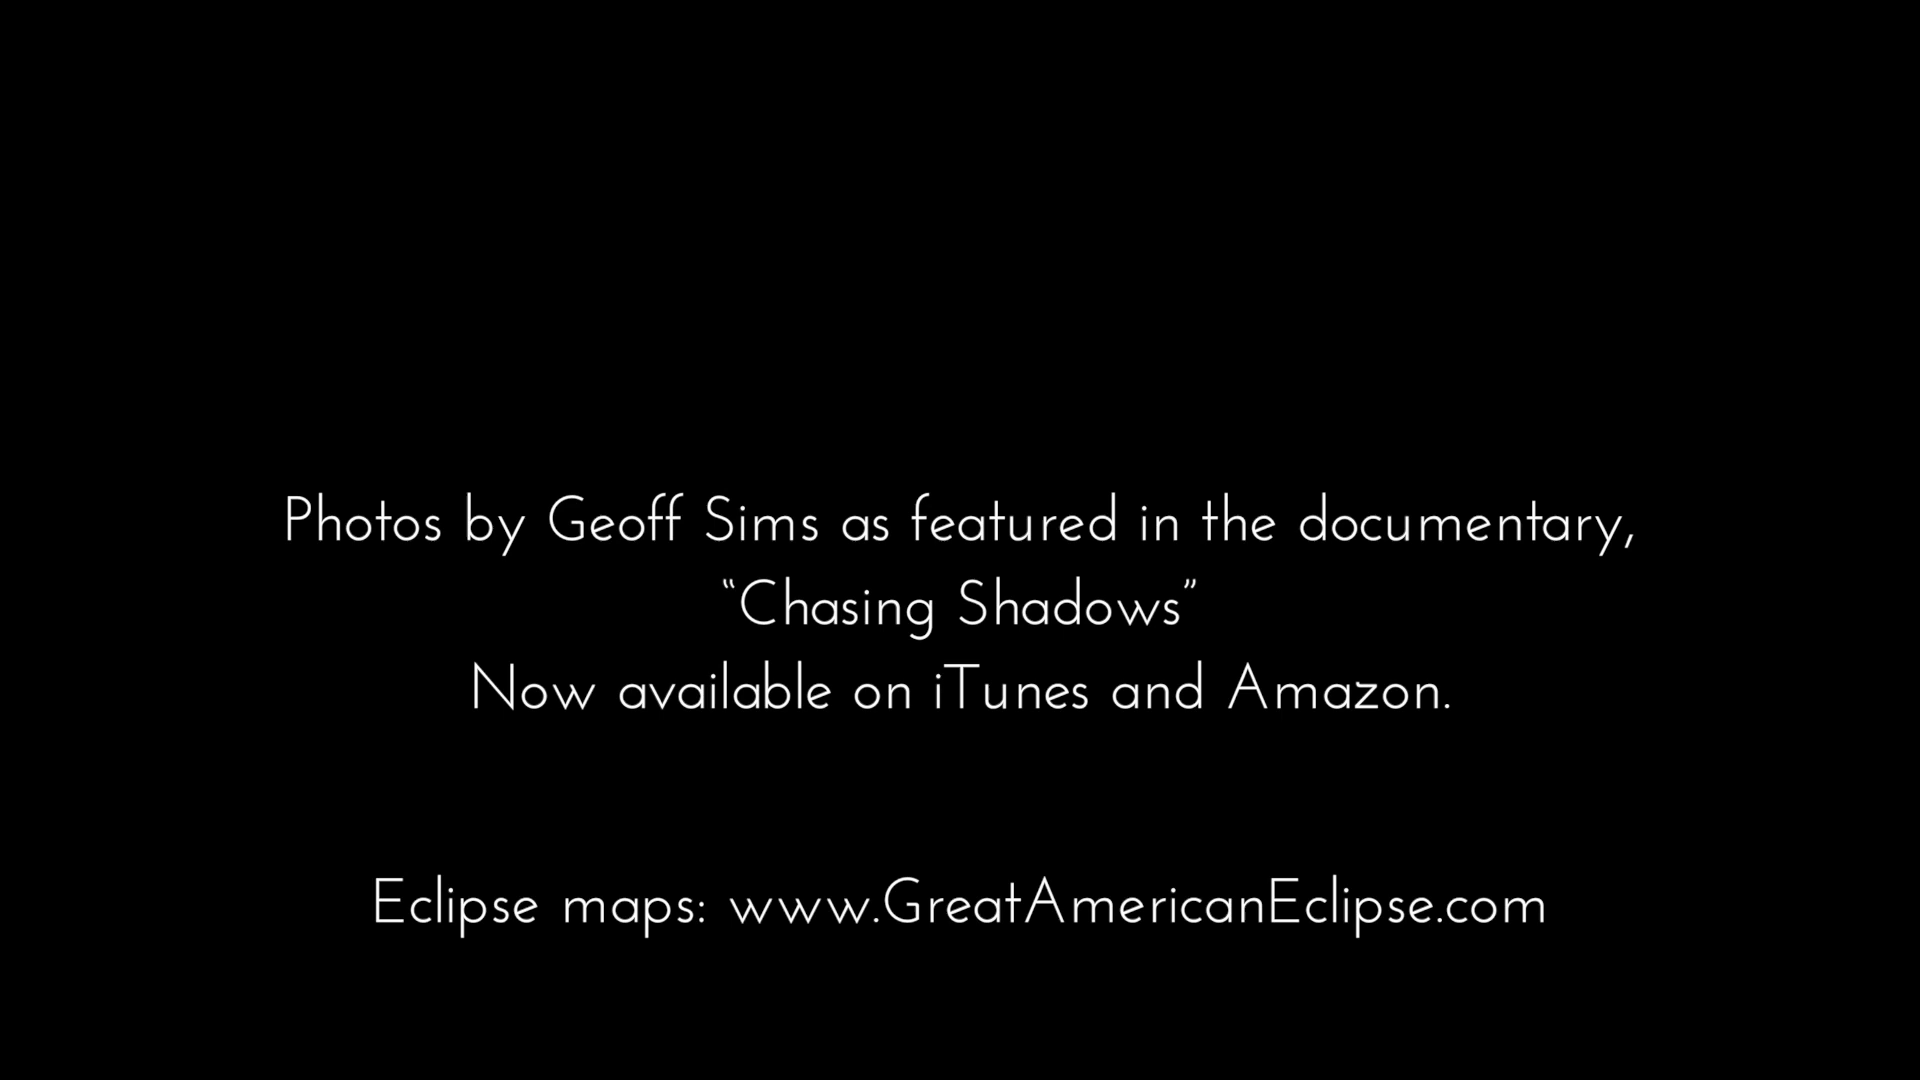 Photos by Geoff Sims as featured in the documentary,
“Chasing Shadows”
Now available on iTunes and Amazon.
Eclipse maps: www.GreatAmericanEclipse.com